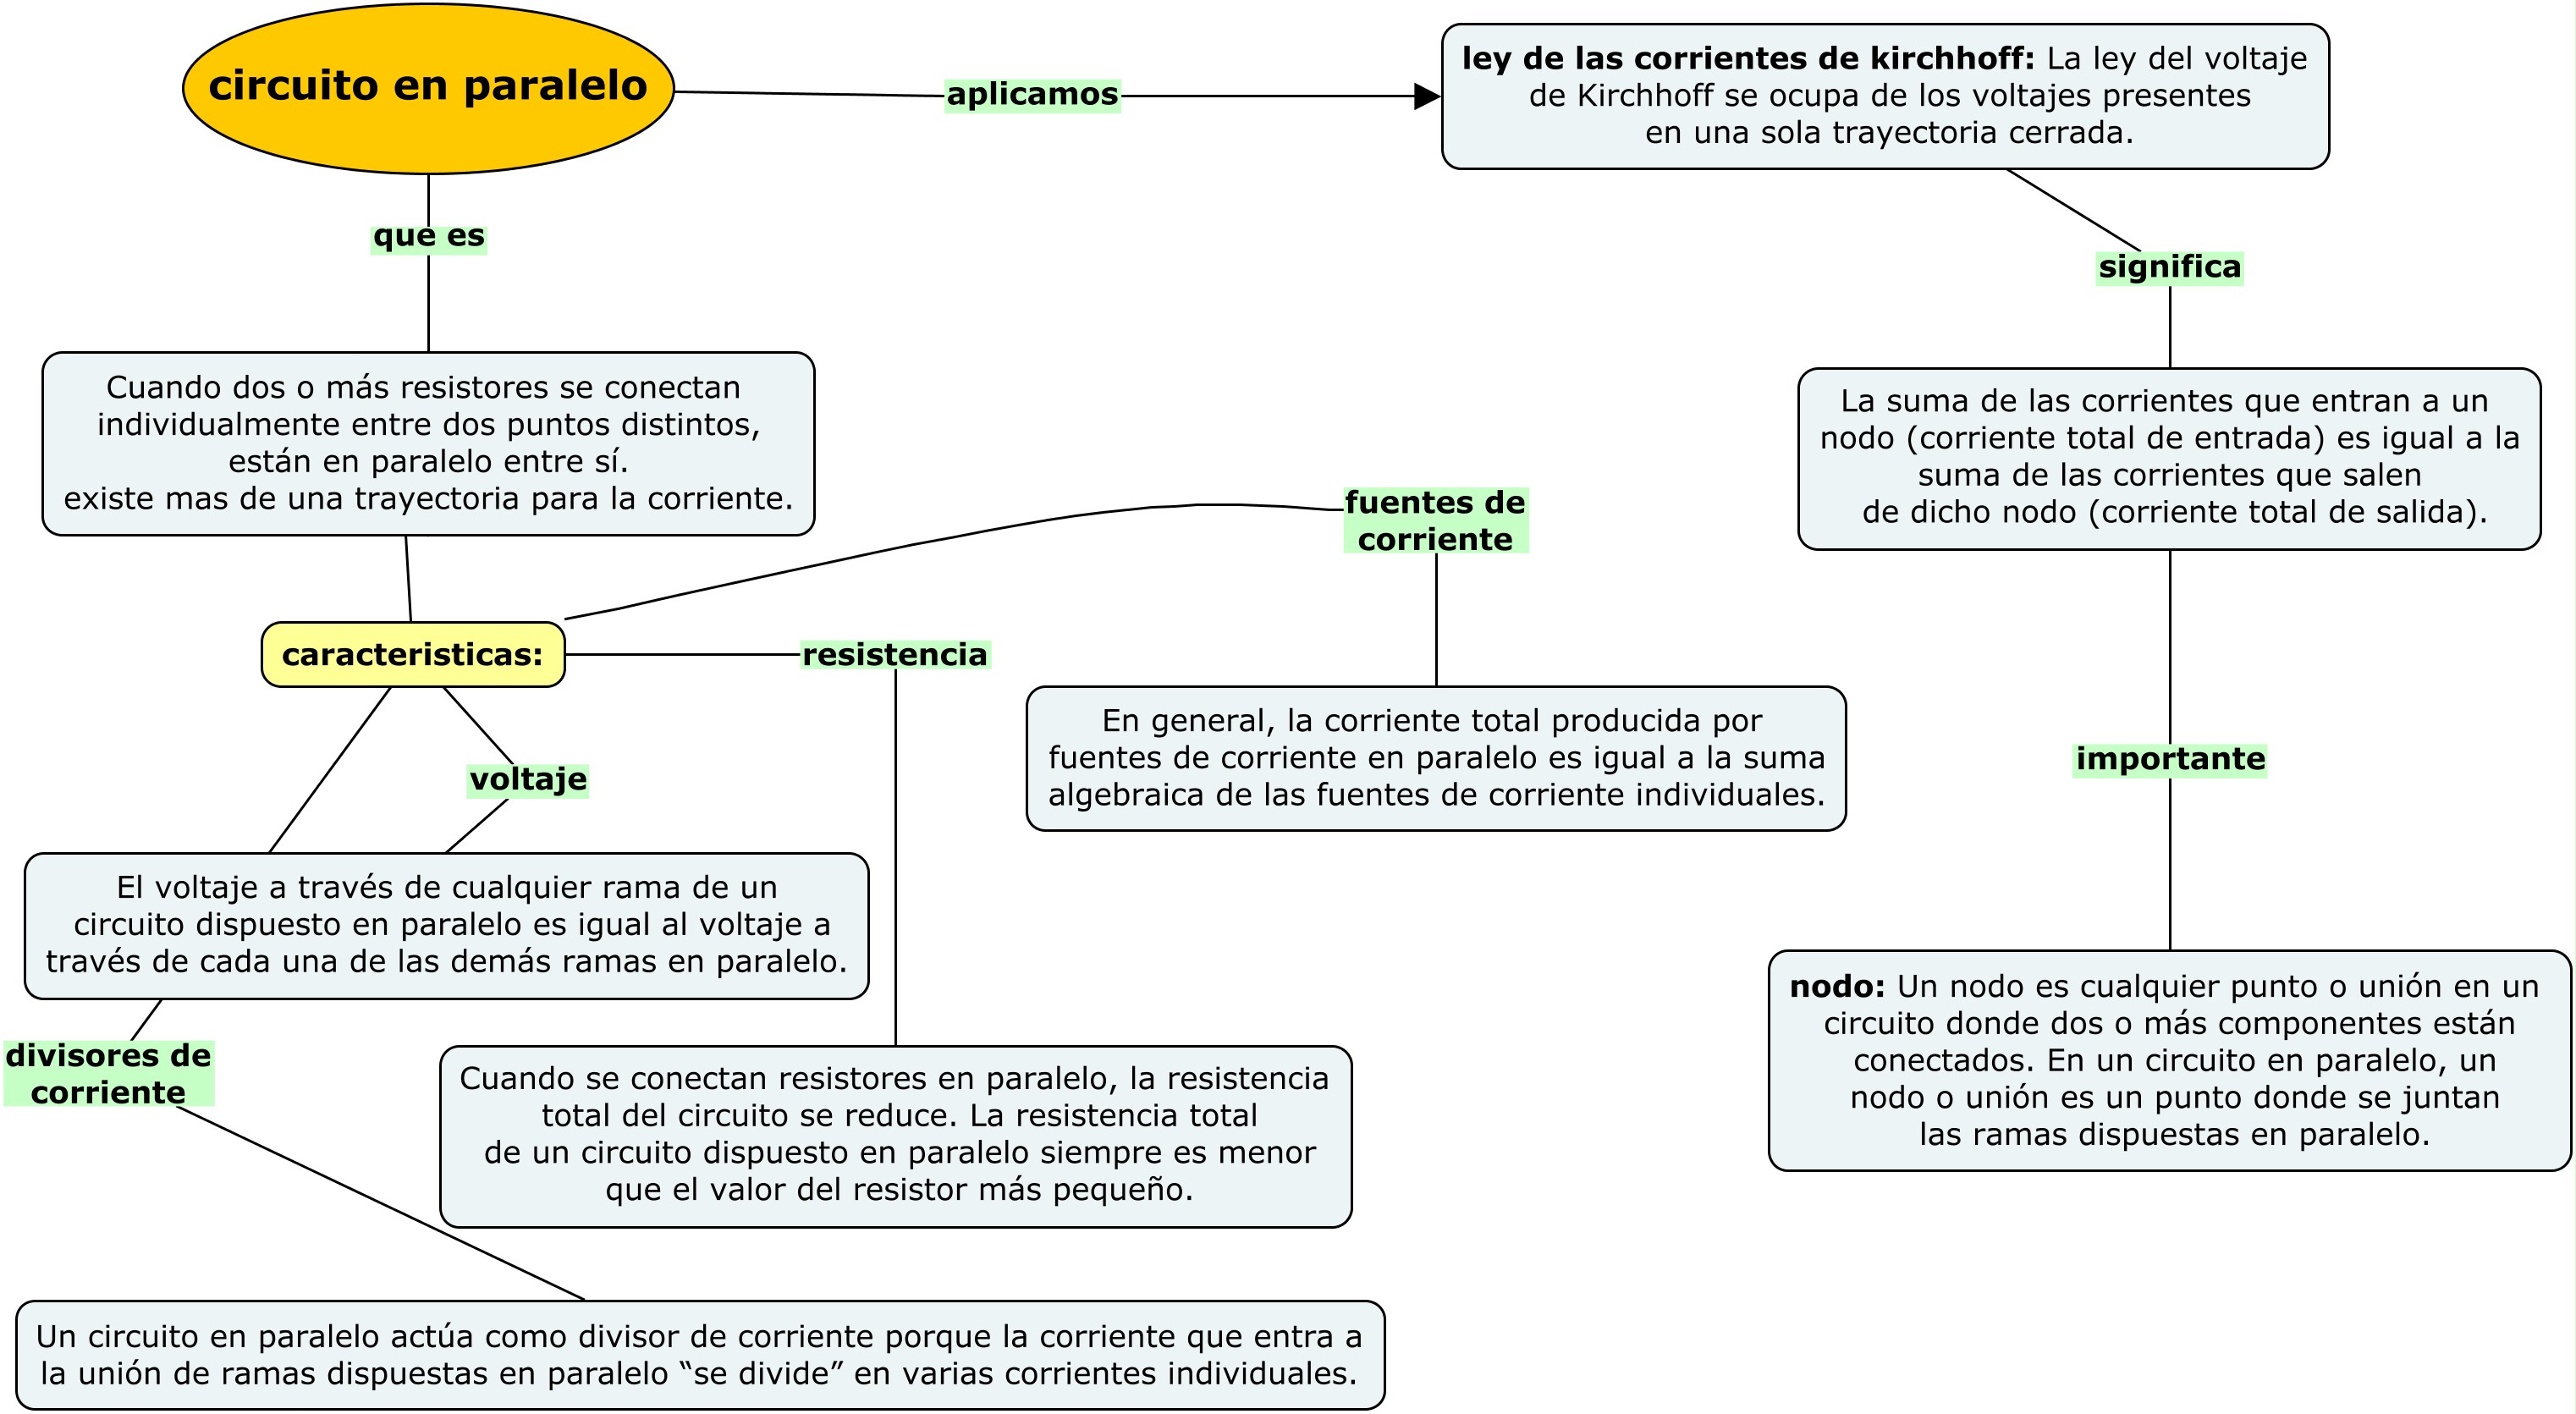 circuito en paralelo
aplicamos
ley de las corrientes de kirchhoff: La ley del voltaje
de Kirchhoff se ocupa de los voltajes presentes
en una sola trayectoria cerrada.
que es
significa
Cuando dos o más resistores se conectan
individualmente entre dos puntos distintos,
están en paralelo entre sí.
existe mas de una trayectoria para la corriente.
La suma de las corrientes que entran a un
nodo (corriente total de entrada) es igual a la
suma de las corrientes que salen
de dicho nodo (corriente total de salida).
fuentes de
corriente
caracteristicas:
resistencia
En general, la corriente total producida por
fuentes de corriente en paralelo es igual a la suma
algebraica de las fuentes de corriente individuales.
importante
voltaje
El voltaje a través de cualquier rama de un
circuito dispuesto en paralelo es igual al voltaje a
través de cada una de las demás ramas en paralelo.
nodo: Un nodo es cualquier punto o unión en un
circuito donde dos o más componentes están
conectados. En un circuito en paralelo, un
nodo o unión es un punto donde se juntan
las ramas dispuestas en paralelo.
divisores de
corriente
Cuando se conectan resistores en paralelo, la resistencia
total del circuito se reduce. La resistencia total
de un circuito dispuesto en paralelo siempre es menor
que el valor del resistor más pequeño.
Un circuito en paralelo actúa como divisor de corriente porque la corriente que entra a
la unión de ramas dispuestas en paralelo “se divide” en varias corrientes individuales.